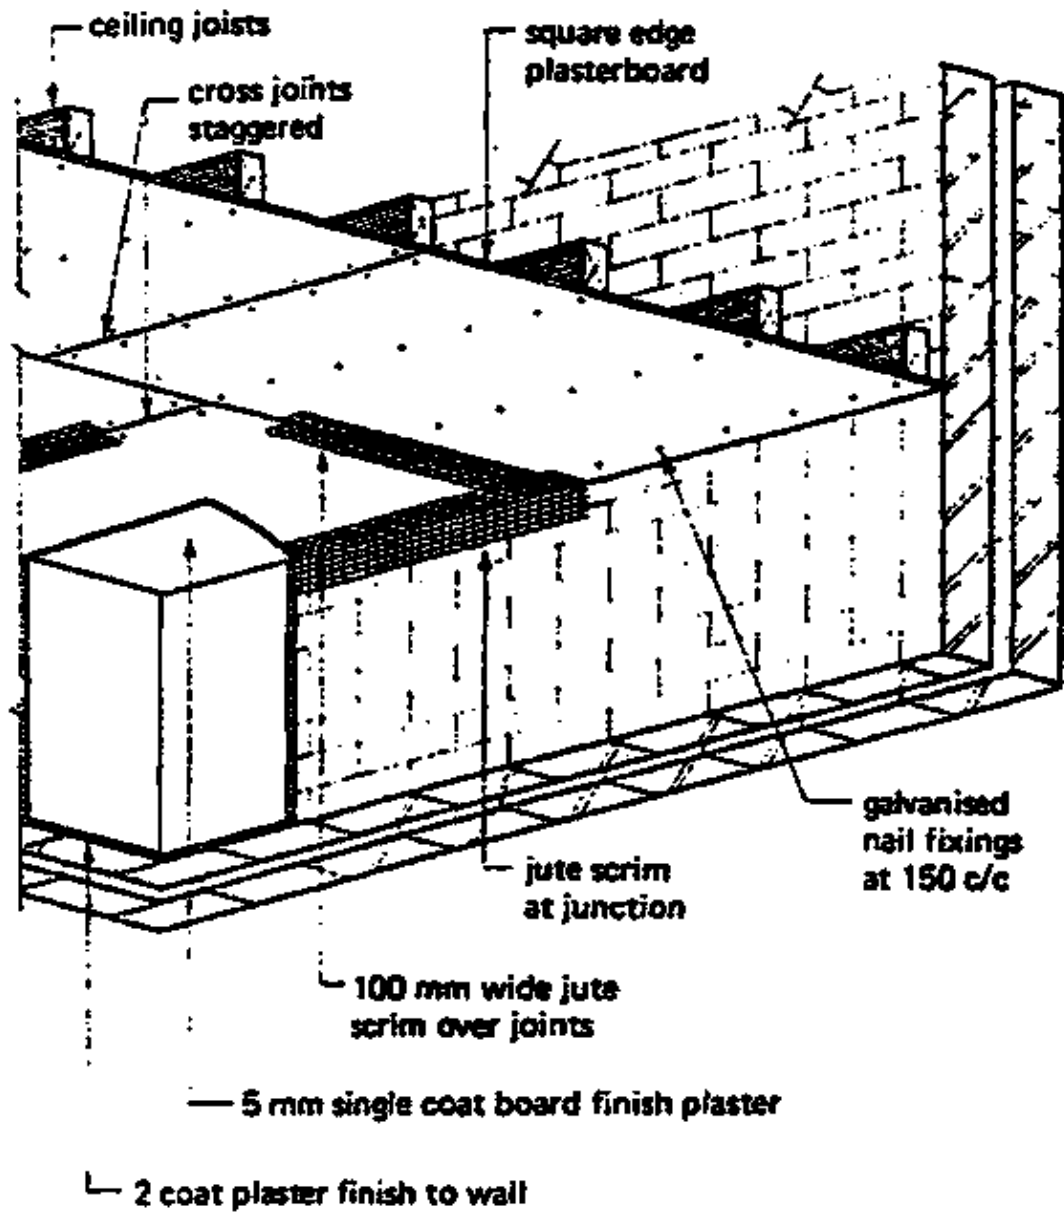 ceiling joists
square edge
plasterboard
cross joints
staggered
galvanised
nail fixings
at 150 c/c
jute scrim
at junction
100 mm wide jute
scrim over joints
5 mm single coat board finish plaster
2 coat plaster finish to wall